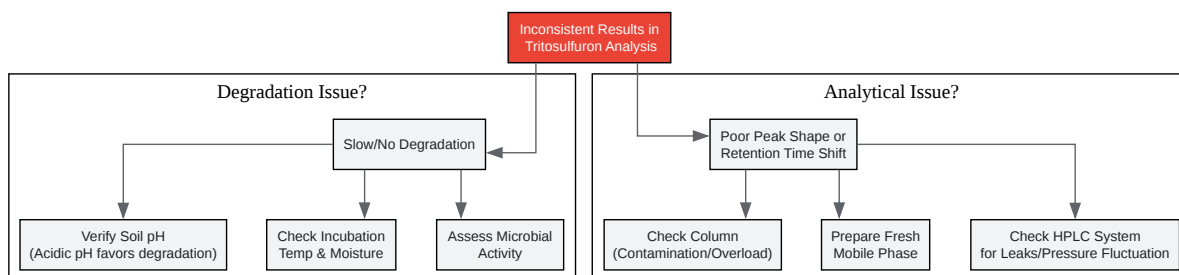 Inconsistent Results in
Tritosulfuron Analysis
Degradation Issue?
Slow/No Degradation
Verify Soil pH
(Acidic pH favors degradation)
Check Incubation
Temp & Moisture
Assess Microbial
Activity
Analytical Issue?
Poor Peak Shape or
Retention Time Shift
Check Column
(Contamination/Overload)
Prepare Fresh
Mobile Phase
Check HPLC System
for Leaks/Pressure Fluctuation